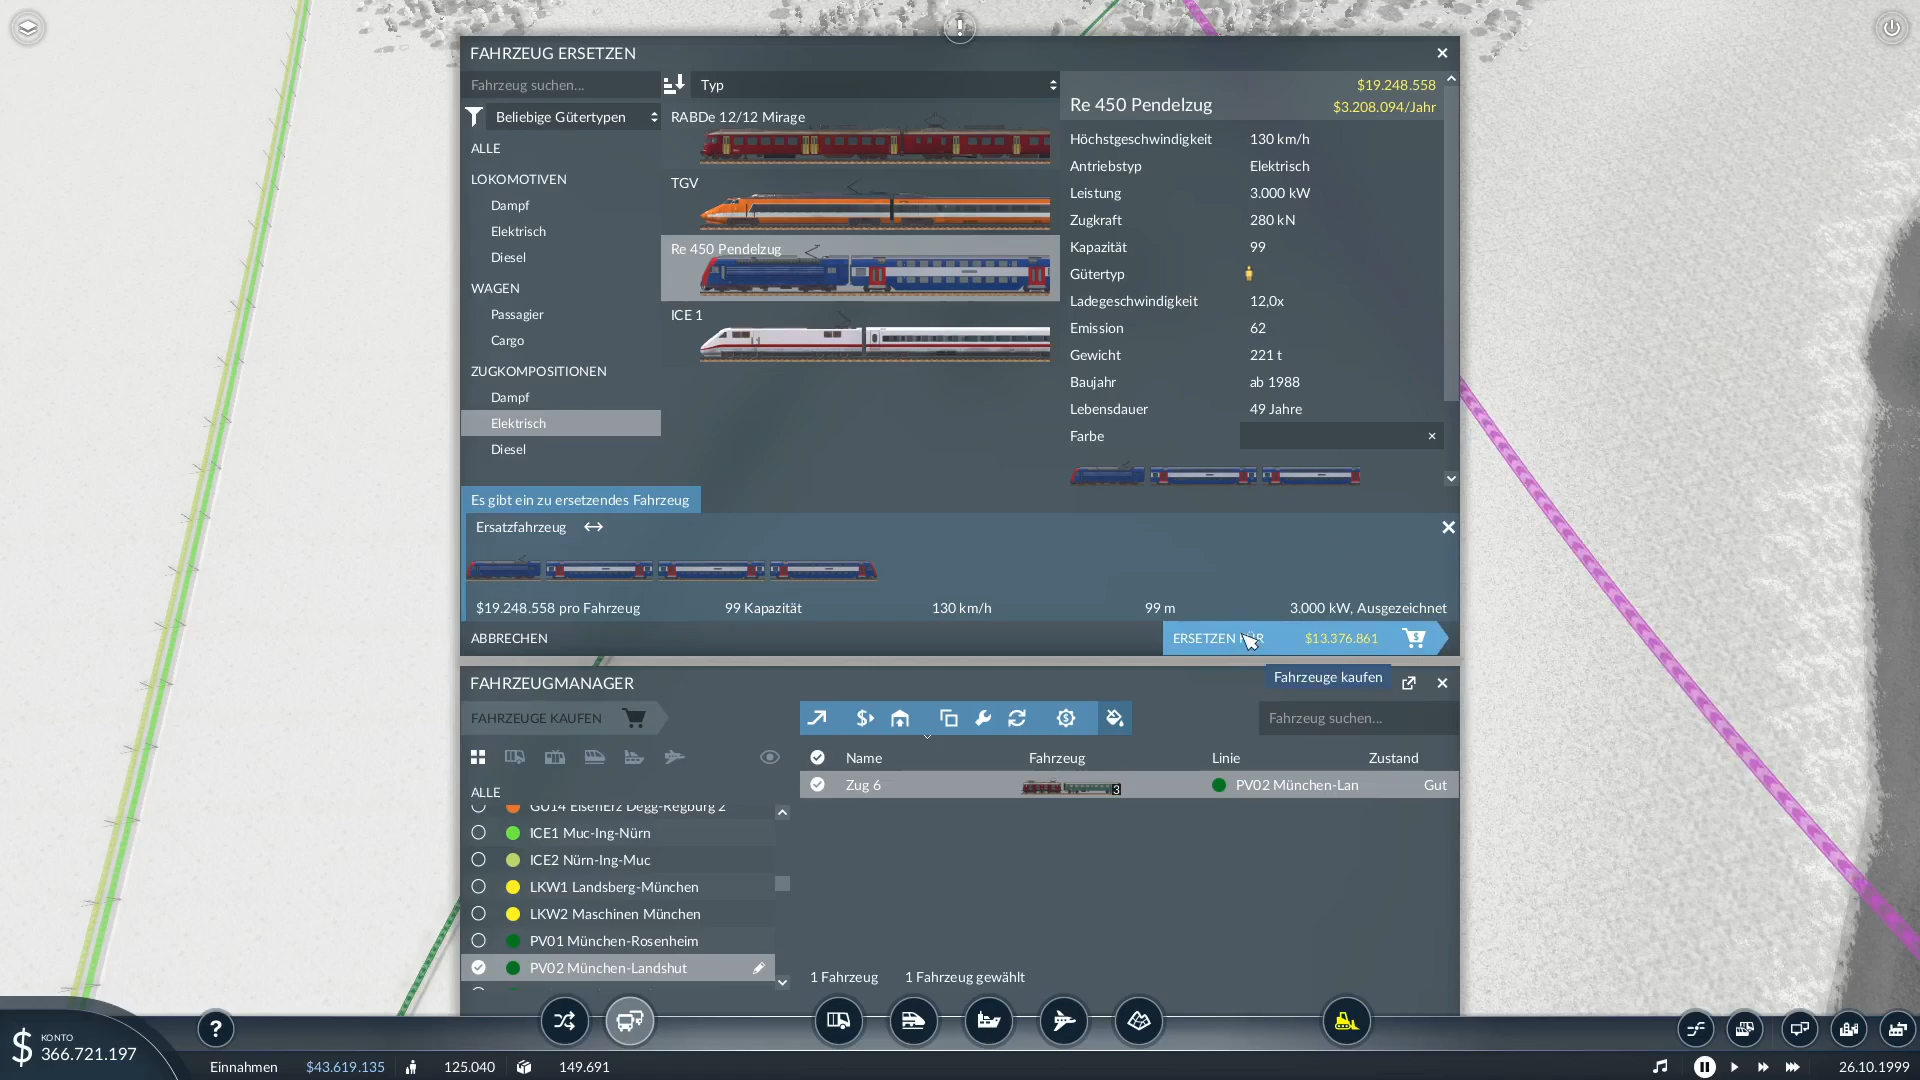 FAHRZEUG ERSETZEN
Fahrzeug suchen...
Typ
Beliebige Gütertypen
ALLE
LOKOMOTIVEN
Dampf
Elektrisch
Diesel
WAGEN
Passagier
Cargo
ZUGKOMPOSITIONEN
Dampf
Elektrisch
Diesel
RABDe 12/12 Mirage
TGV
Re 450 Pendelzug
ICE 1
Re 450 Pendelzug
$19.248.558
$3.208.094/Jahr
Höchstgeschwindigkeit 130 km/h
Antriebstyp Elektrisch
Leistung 3.000 kW
Zugkraft 280 kN
Kapazität 99
Gütertyp
Ladegeschwindigkeit 12,0x
Emission 62
Gewicht 221 t
Baujahr ab 1988
Lebensdauer 49 Jahre
Farbe
Es gibt ein zu ersetzendes Fahrzeug
Ersatzfahrzeug
$19.248.558 pro Fahrzeug 99 Kapazität 130 km/h 99 m 3.000 kW, Ausgezeichnet
ABBRECHEN
ERSETZEN $13.376.861
Fahrzeuge kaufen
FAHRZEUGMANAGER
FAHRZEUGE KAUFEN
Fahrzeug suchen...
ALLE
GÜ14 EisenErz Degg-Regburg 2
ICE1 Muc-Ing-Nürn
ICE2 Nürn-Ing-Muc
LKW1 Landsberg-München
LKW2 Maschinen München
PV01 München-Rosenheim
PV02 München-Landshut
Name Fahrzeug Linie Zustand
Zug 6 3 PV02 München-Lan Gut
1 Fahrzeug 1 Fahrzeug gewählt
KONTO
$ 366.721.197
?
Einnahmen $43.619.135 125.040 149.691
26.10.1999